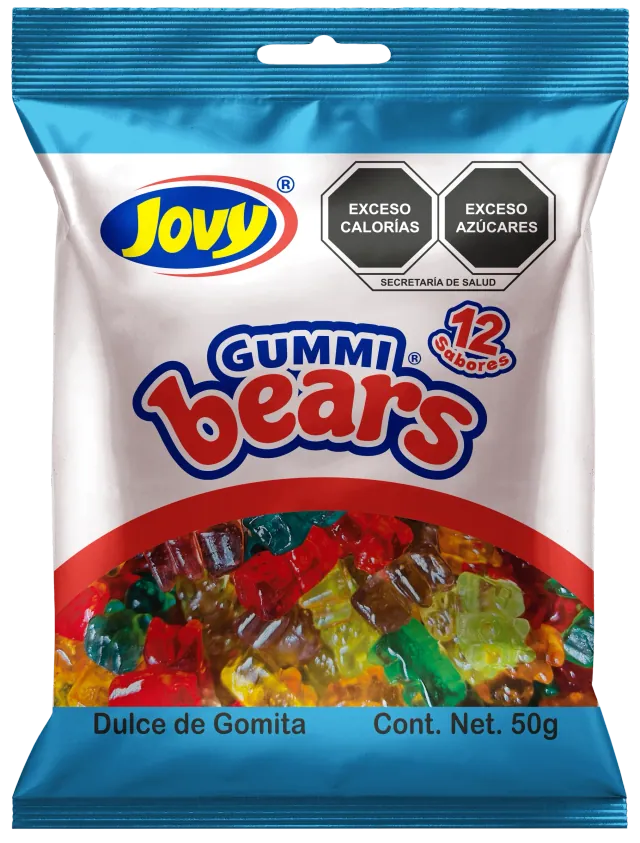 Jovy®
EXCESO
CALORÍAS
EXCESO
AZÚCARES
SECRETARÍA DE SALUD
GUMMI®
bears
12
Sabores
Dulce de Gomita
Cont. Net. 50g